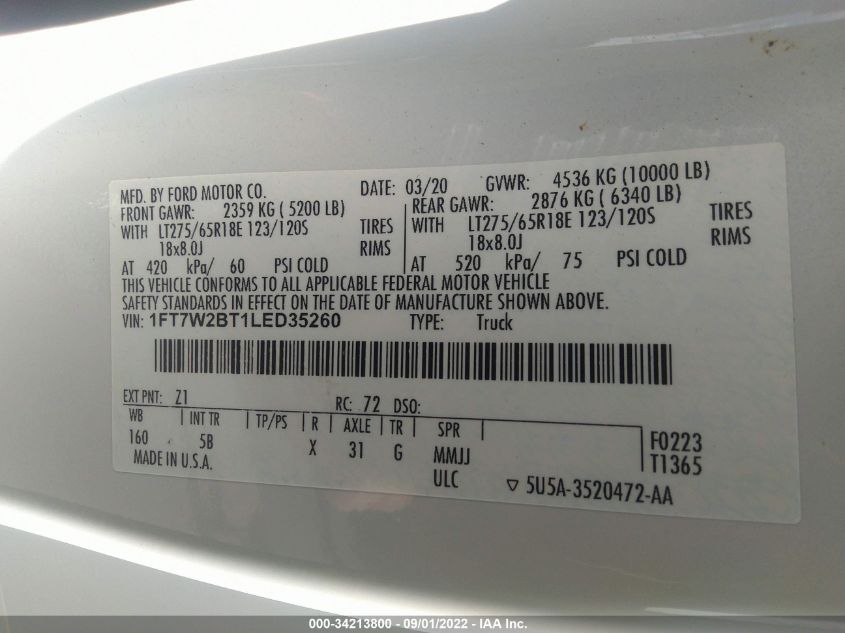 MFD. BY FORD MOTOR CO. DATE: 03/20 GVWR: 4536 KG (10000 LB)
FRONT GAWR: 2359 KG ( 5200 LB) REAR GAWR: 2876 KG ( 6340 LB)
WITH LT275/65R18E 123/120S TIRES WITH LT275/65R18E 123/120S TIRES
18x8.0J RIMS 18x8.0J RIMS
AT 420 kPa/ 60 PSI COLD AT 520 kPa/ 75 PSI COLD
THIS VEHICLE CONFORMS TO ALL APPLICABLE FEDERAL MOTOR VEHICLE
SAFETY STANDARDS IN EFFECT ON THE DATE OF MANUFACTURE SHOWN ABOVE.
VIN: 1FT7W2BT1LED35260 TYPE: Truck
EXT PNT: Z1 RC: 72 DSO:
WB INT TR TP/PS R AXLE TR SPR F0223
160 5B X 31 G MMJJ T1365
MADE IN U.S.A. ULC 5U5A-3520472-AA
000-34213800 - 09/01/2022 - IAA Inc.